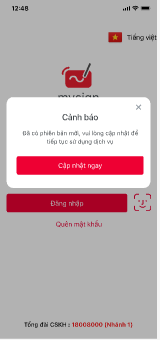 12:48
Tiếng việt
mysign
Cảnh báo
Đã có phiên bản mới, vui lòng cập nhật để
tiếp tục sử dụng dịch vụ
Cập nhật ngay
Đăng nhập
Quên mật khẩu
Tổng đài CSKH : 18008000 (Nhánh 1)